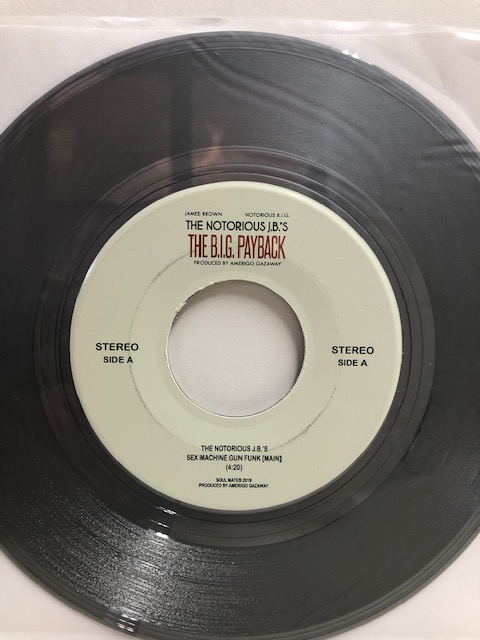 JAMES BROWN NOTORIOUS B.I.G.
THE NOTORIOUS J.B.'S
THE B.I.G. PAYBACK
PRODUCED BY AMERIGO GAZAWAY
STEREO
SIDE A
STEREO
SIDE A
THE NOTORIOUS J.B.'S
SEX MACHINE GUN FUNK [MAIN]
(4:20)
SOUL MATES 2019
PRODUCED BY AMERIGO GAZAWAY